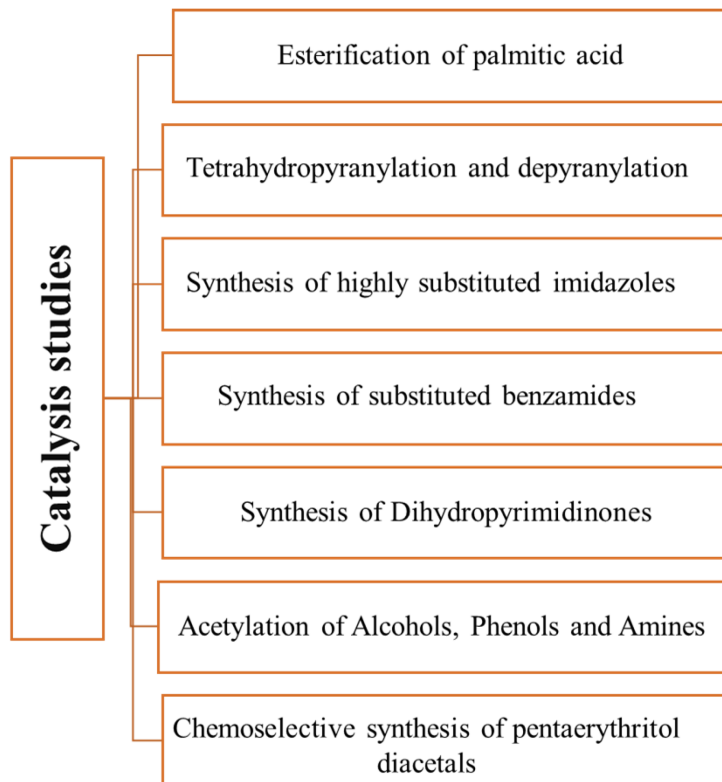 Catalysis studies
Esterification of palmitic acid
Tetrahydropyranylation and depyranylation
Synthesis of highly substituted imidazoles
Synthesis of substituted benzamides
Synthesis of Dihydropyrimidinones
Acetylation of Alcohols, Phenols and Amines
Chemoselective synthesis of pentaerythritol
diacetals